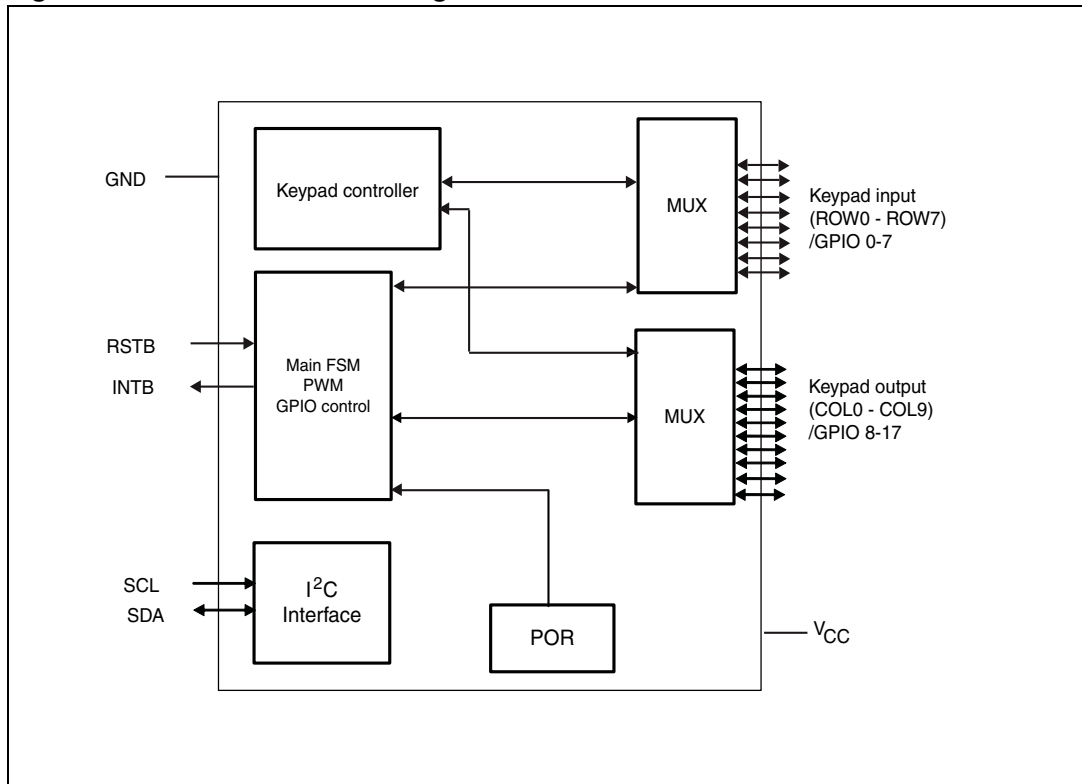 GND
RSTB
INTB
SCL
SDA
Keypad controller
Main FSM
PWM
GPIO control
I²C
Interface
POR
MUX
MUX
Keypad input
(ROW0 - ROW7)
/GPIO 0-7
Keypad output
(COL0 - COL9)
/GPIO 8-17
VCC